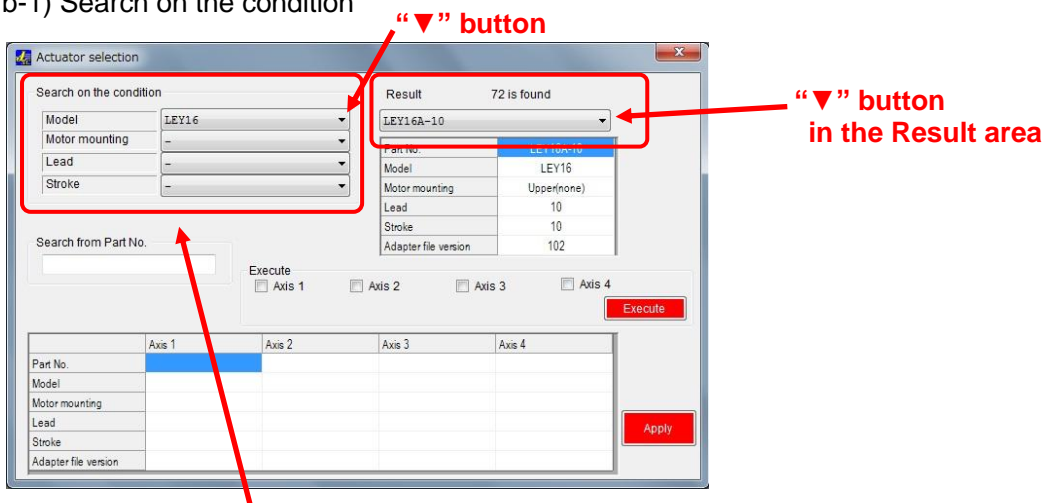 b-1) Search on the condition
“▼” button
Actuator selection
x
Search on the condition
Model LEY16
Motor mounting -
Lead -
Stroke -
Result 72 is found
LEY16A-10
“▼” button
in the Result area
Part No. LEY16A-10
Model LEY16
Motor mounting Upper(none)
Lead 10
Stroke 10
Adapter file version 102
Search from Part No.
Execute
Axis 1 Axis 2 Axis 3 Axis 4
Execute
Axis 1 Axis 2 Axis 3 Axis 4
Part No.
Model
Motor mounting
Lead
Stroke
Adapter file version
Apply